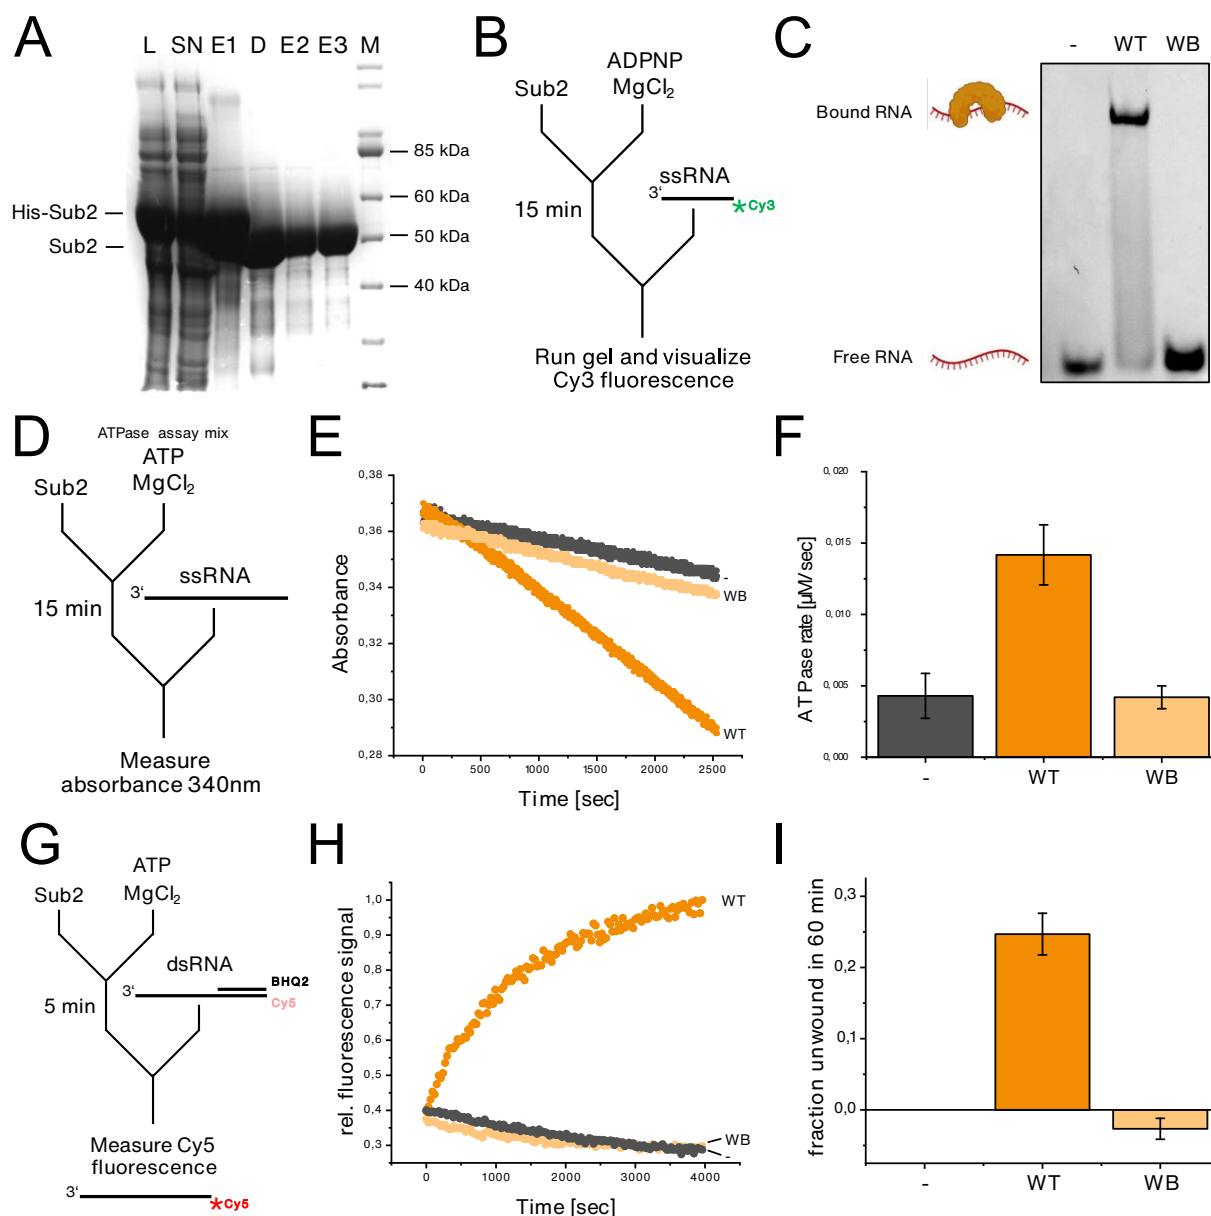 A
L SN E1 D E2 E3 M
His-Sub2
Sub2
85 kDa
60 kDa
50 kDa
40 kDa
B
Sub2
ADPNP
MgCl2
15 min
3‘ ssRNA
*Cy3
Run gel and visualize
Cy3 fluorescence
C
- WT WB
Bound RNA
Free RNA
D
ATPase assay mix
ATP
MgCl2
Sub2
15 min
3‘ ssRNA
Measure
absorbance 340nm
E
Absorbance
0,38
0,36
0,34
0,32
0,30
0,28
0 500 1000 1500 2000 2500
Time [sec]
-
WB
WT
F
ATPase rate [µM/sec]
0,020
0,015
0,010
0,005
0,000
- WT WB
G
ATP
MgCl2
Sub2
5 min
dsRNA
3‘
BHQ2
Cy5
Measure Cy5
fluorescence
3‘
*Cy5
H
rel. fluorescence signal
1,0
0,9
0,8
0,7
0,6
0,5
0,4
0,3
0 1000 2000 3000 4000
Time [sec]
WT
WB
-
I
fraction unwound in 60 min
0,3
0,2
0,1
0,0
- WT WB